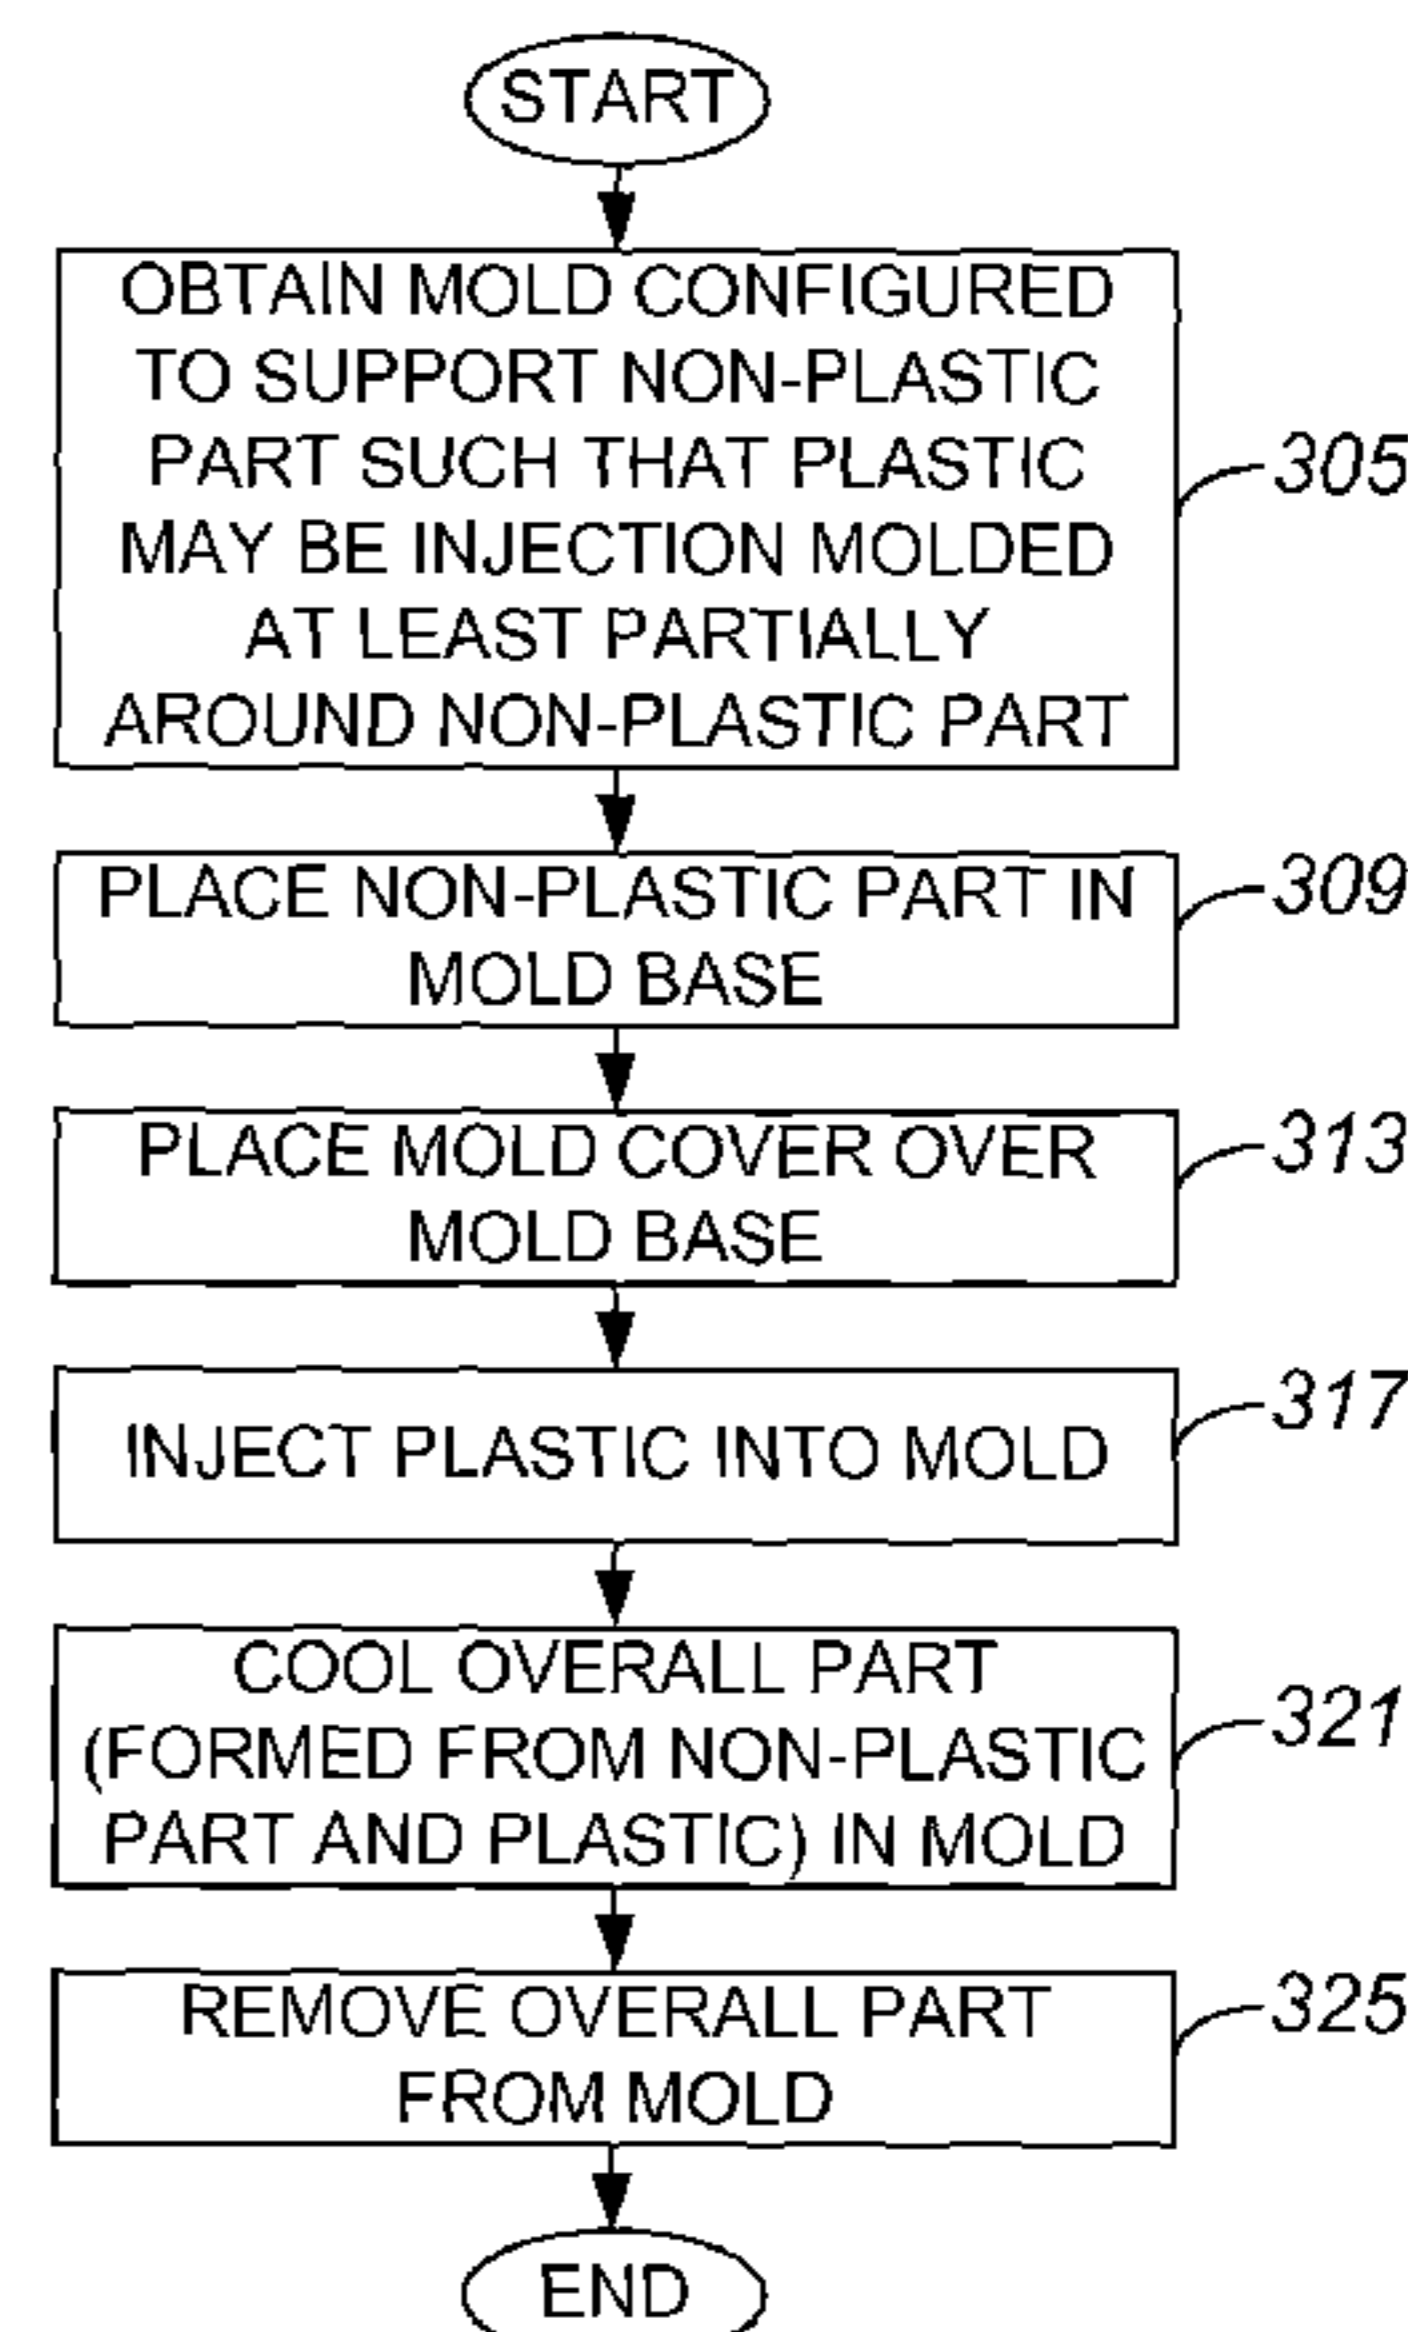 START
OBTAIN MOLD CONFIGURED
TO SUPPORT NON-PLASTIC
PART SUCH THAT PLASTIC
MAY BE INJECTION MOLDED
AT LEAST PARTIALLY
AROUND NON-PLASTIC PART
305
PLACE NON-PLASTIC PART IN
MOLD BASE
309
PLACE MOLD COVER OVER
MOLD BASE
313
INJECT PLASTIC INTO MOLD
317
COOL OVERALL PART
(FORMED FROM NON-PLASTIC
PART AND PLASTIC) IN MOLD
321
REMOVE OVERALL PART
FROM MOLD
325
END